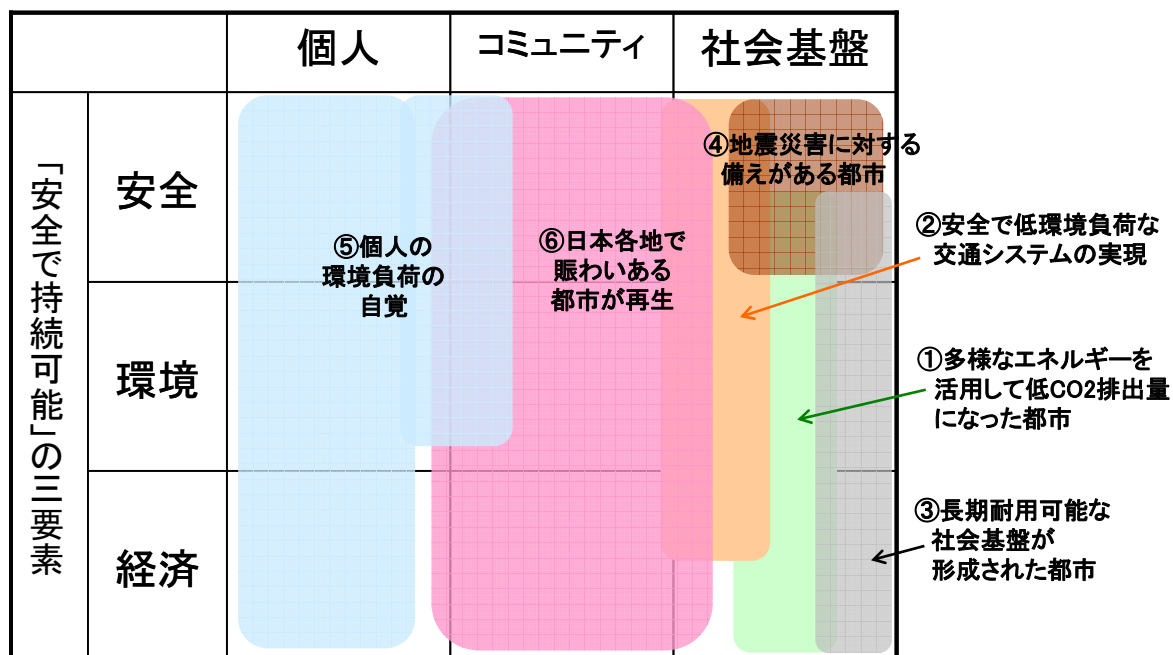 個人
コミュニティ
社会基盤
「安全で持続可能」の三要素
安全
環境
経済
④地震災害に対する
備えがある都市
⑤個人の
環境負荷の
自覚
⑥日本各地で
賑わいある
都市が再生
②安全で低環境負荷な
交通システムの実現
①多様なエネルギーを
活用して低CO2排出量
になった都市
③長期耐用可能な
社会基盤が
形成された都市